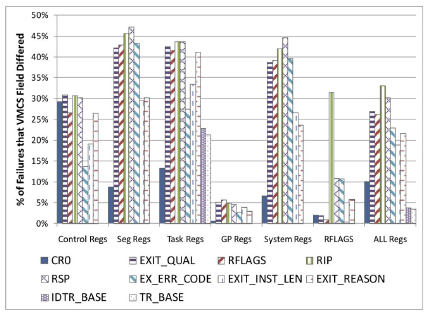 % of Failures that VMCS Field Differed
50%
45%
40%
35%
30%
25%
20%
15%
10%
5%
0%
Control Regs Seg Regs Task Regs GP Regs System Regs RFLAGS ALL Regs
CR0 EXIT_QUAL RFLAGS RIP
RSP EX_ERR_CODE EXIT_INST_LEN EXIT_REASON
IDTR_BASE TR_BASE